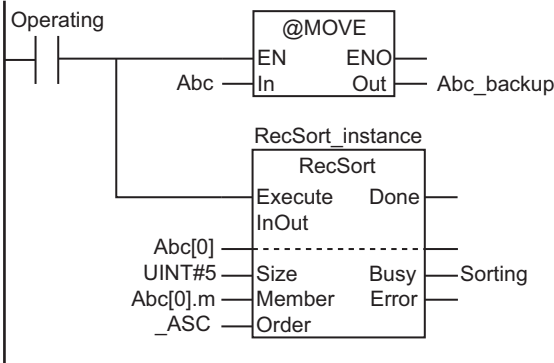 Operating
@MOVE
EN ENO
Abc In Out Abc_backup
RecSort_instance
RecSort
Execute Done
InOut
Abc[0]
UINT#5 Size Busy Sorting
Abc[0].m Member Error
_ASC Order